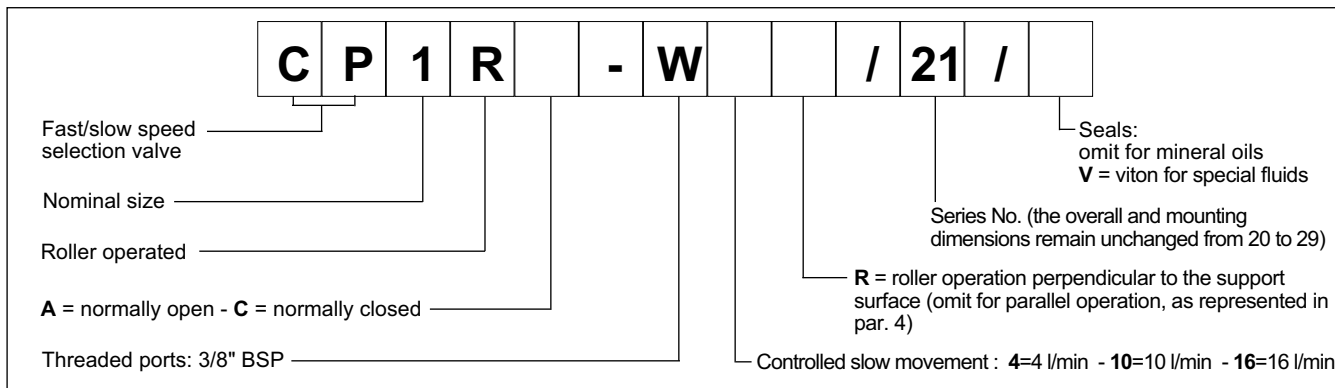 C P 1 R - W / 21 /
Fast/slow speed
selection valve
Nominal size
Roller operated
A = normally open - C = normally closed
Threaded ports: 3/8" BSP
Seals:
omit for mineral oils
V = viton for special fluids
Series No. (the overall and mounting
dimensions remain unchanged from 20 to 29)
R = roller operation perpendicular to the support
surface (omit for parallel operation, as represented in
par. 4)
Controlled slow movement : 4=4 l/min - 10=10 l/min - 16=16 l/min